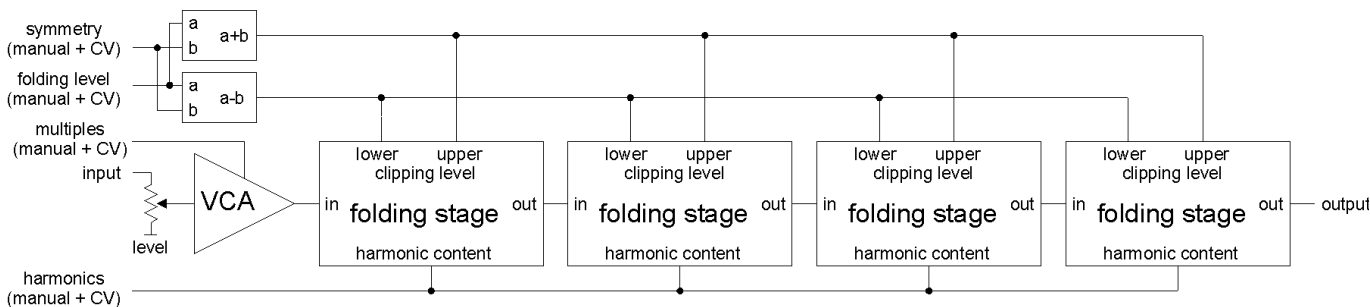 symmetry
(manual + CV)
a
b
a+b
folding level
(manual + CV)
a
b
a-b
multiples
(manual + CV)
input
level
VCA
lower upper
clipping level
in folding stage out
harmonic content
lower upper
clipping level
in folding stage out
harmonic content
lower upper
clipping level
in folding stage out
harmonic content
lower upper
clipping level
in folding stage out
harmonic content
output
harmonics
(manual + CV)